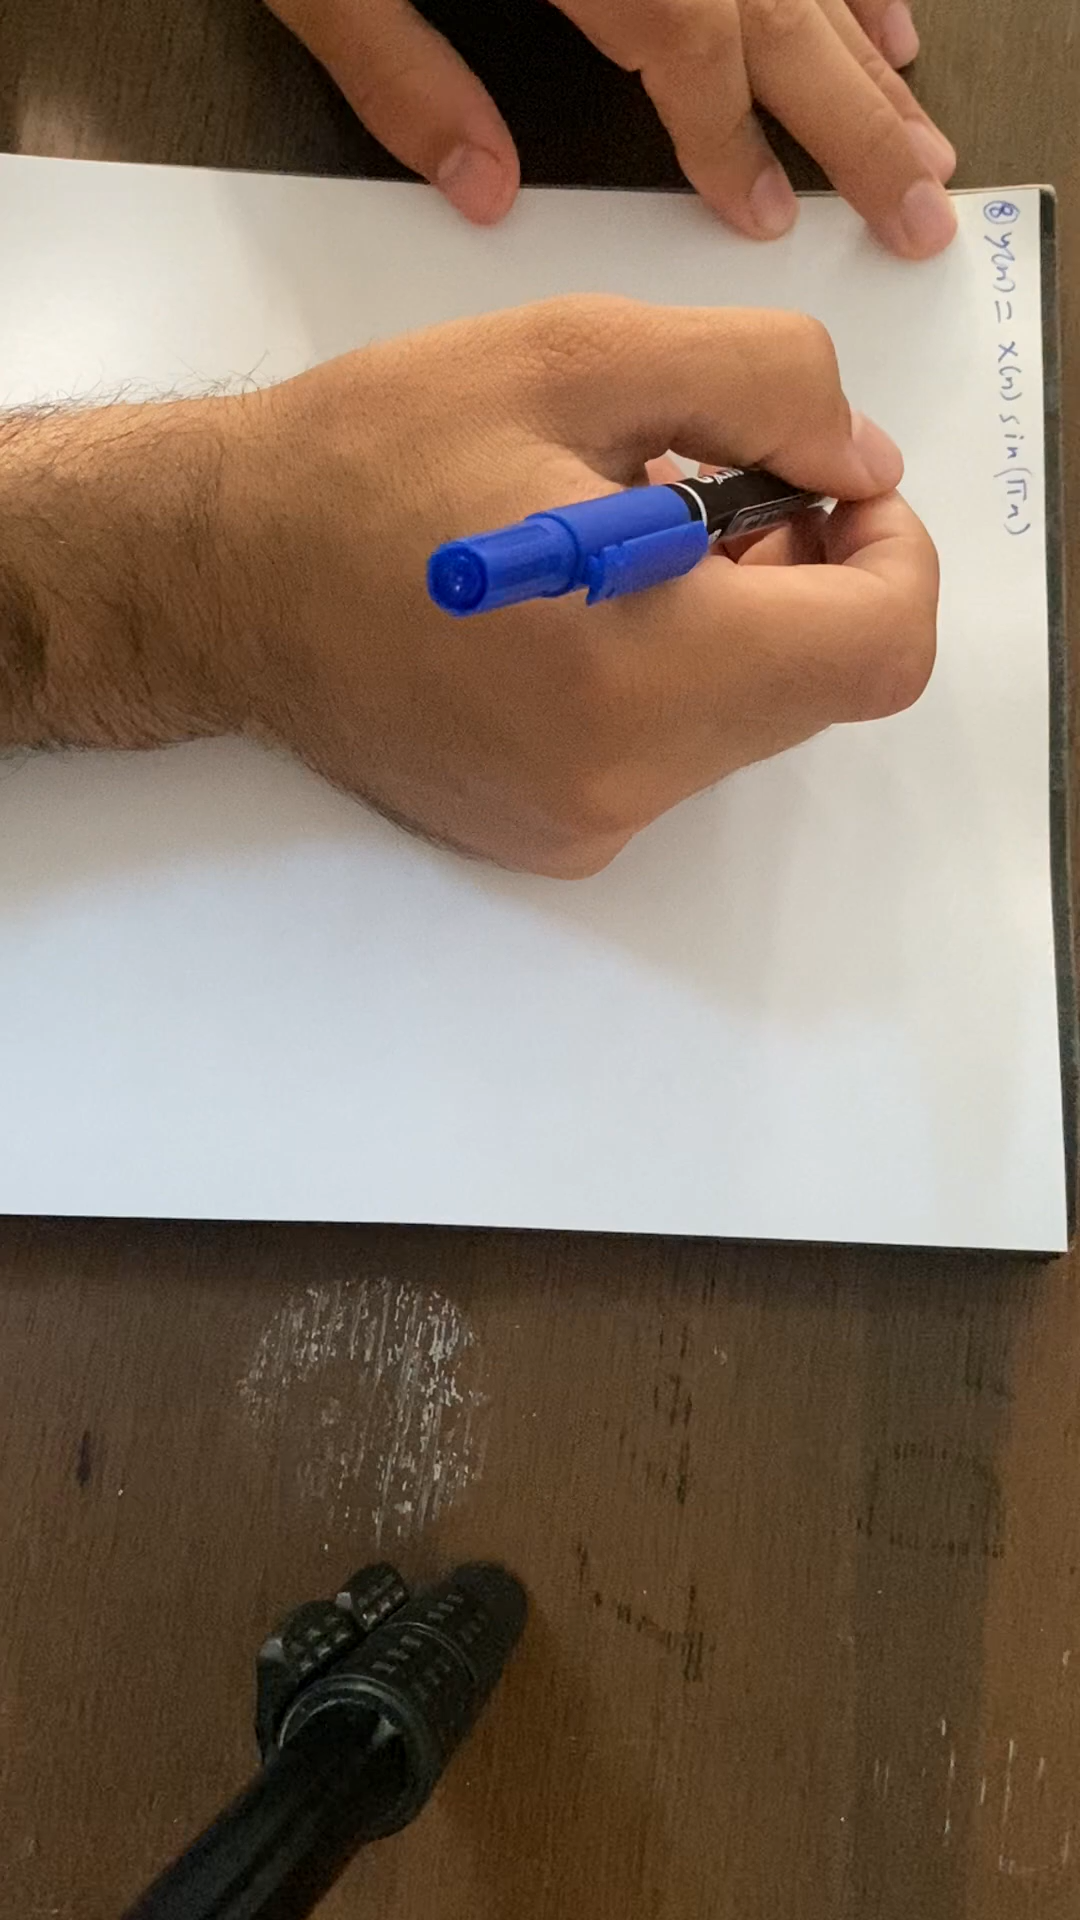 ⑧ y(n) = x(n) sin(πn)